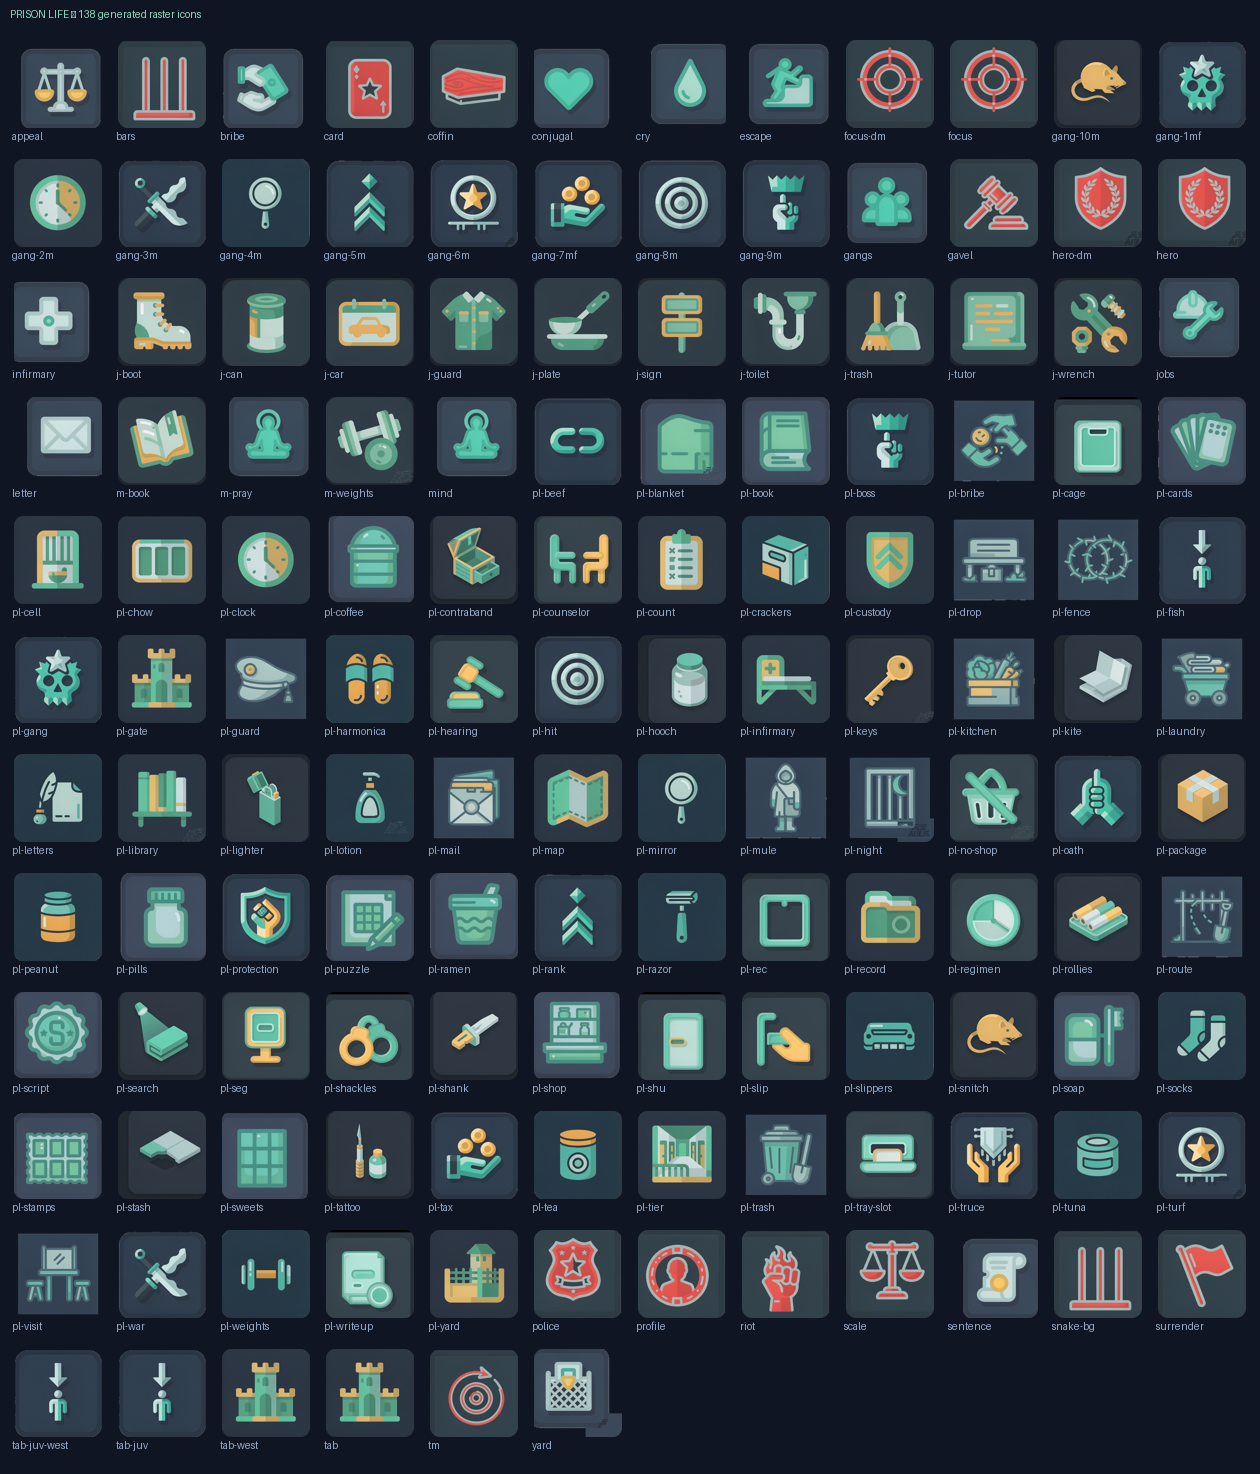 PRISON LIFE 138 generated raster icons
appeal bars bribe card coffin conjugal cry escape focus-dm focus gang-10m gang-1mf
gang-2m gang-3m gang-4m gang-5m gang-6m gang-7mf gang-8m gang-9m gangs gavel hero-dm hero
infirmary j-boot j-can j-car j-guard j-plate j-sign j-toilet j-trash j-tutor j-wrench jobs
letter m-book m-pray m-weights mind pl-beef pl-blanket pl-book pl-boss pl-bribe pl-cage pl-cards
pl-cell pl-chow pl-clock pl-coffee pl-contraband pl-counselor pl-count pl-crackers pl-custody pl-drop pl-fence pl-fish
pl-gang pl-gate pl-guard pl-harmonica pl-hearing pl-hit pl-hooch pl-infirmary pl-keys pl-kitchen pl-kite pl-laundry
pl-letters pl-library pl-lighter pl-lotion pl-mail pl-map pl-mirror pl-mule pl-night pl-no-shop pl-oath pl-package
pl-peanut pl-pills pl-protection pl-puzzle pl-ramen pl-rank pl-razor pl-rec pl-record pl-regimen pl-rollies pl-route
S
pl-script pl-search pl-seg pl-shackles pl-shank pl-shop pl-shu pl-slip pl-slippers pl-snitch pl-soap pl-socks
pl-stamps pl-stash pl-sweets pl-tattoo pl-tax pl-tea pl-tier pl-trash pl-tray-slot pl-truce pl-tuna pl-turf
pl-visit pl-war pl-weights pl-writeup pl-yard police profile riot scale sentence snake-bg surrender
tab-juv-west tab-juv tab-west tab tm yard